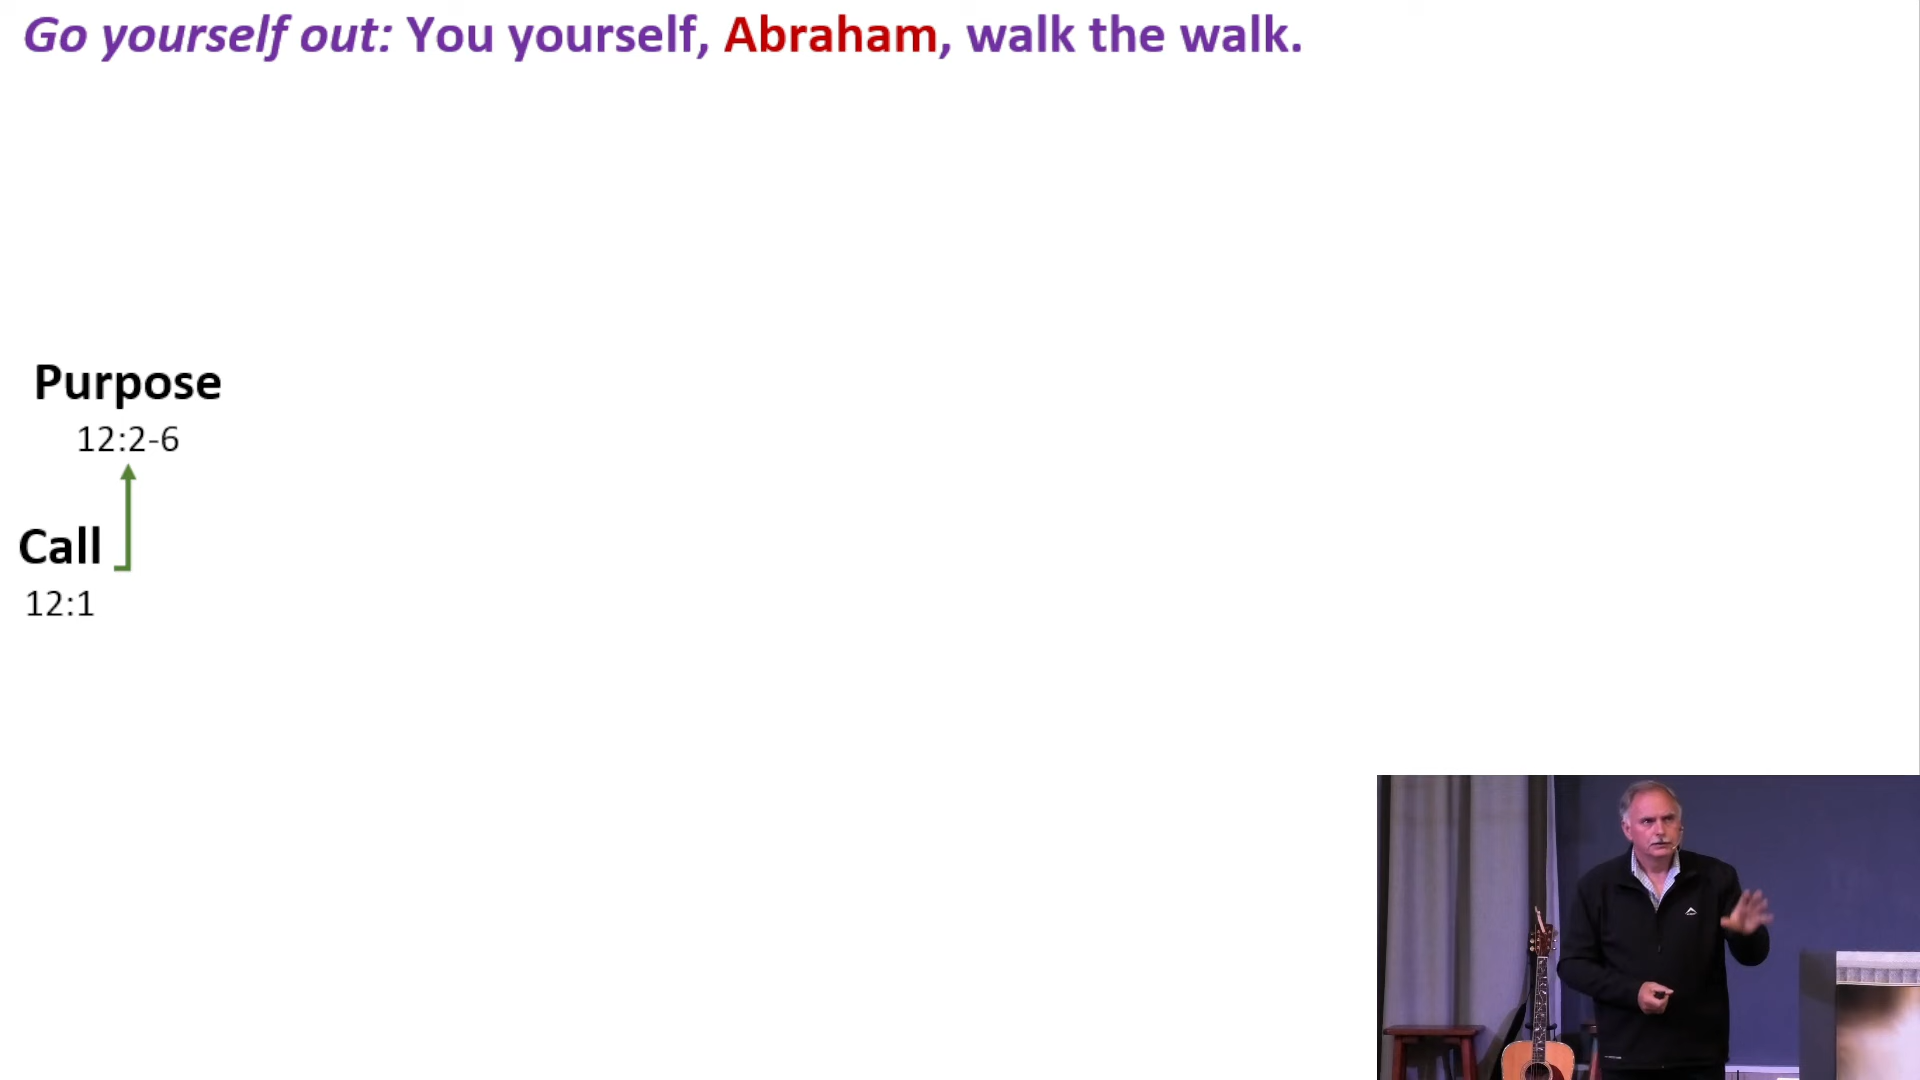 Go yourself out: You yourself, Abraham, walk the walk.
Purpose
12:2-6
Call
12:1